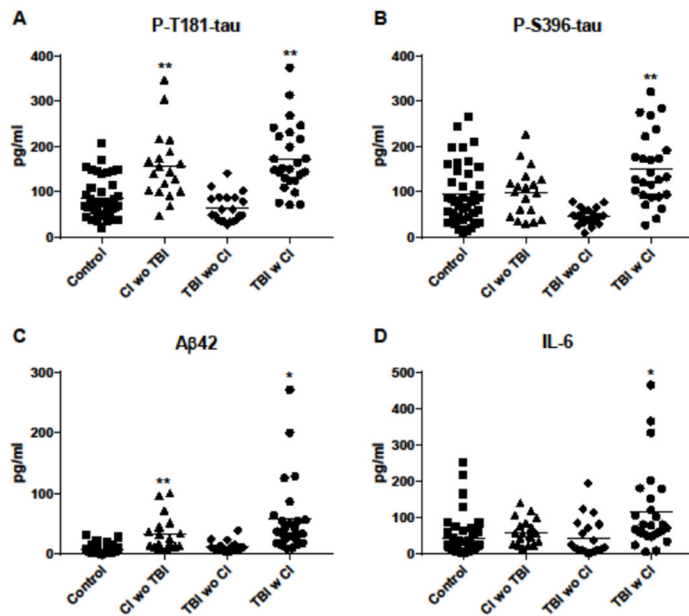 A P-T181-tau
400
300
200
100
0
pg/ml
** **
Control CI wo TBI TBI wo CI TBI w CI
B P-S396-tau
400
300
200
100
0
pg/ml
**
Control CI wo TBI TBI wo CI TBI w CI
C Aβ42
300
200
100
0
pg/ml
** *
Control CI wo TBI TBI wo CI TBI w CI
D IL-6
500
400
300
200
100
0
pg/ml
*
Control CI wo TBI TBI wo CI TBI w CI